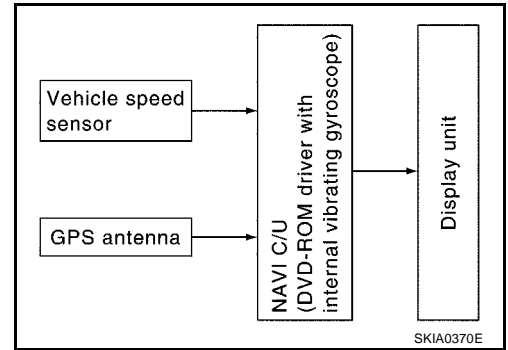 Vehicle speed
sensor
GPS antenna
NAVI C/U
(DVD-ROM driver with
internal vibrating gyroscope)
Display unit
SKIA0370E